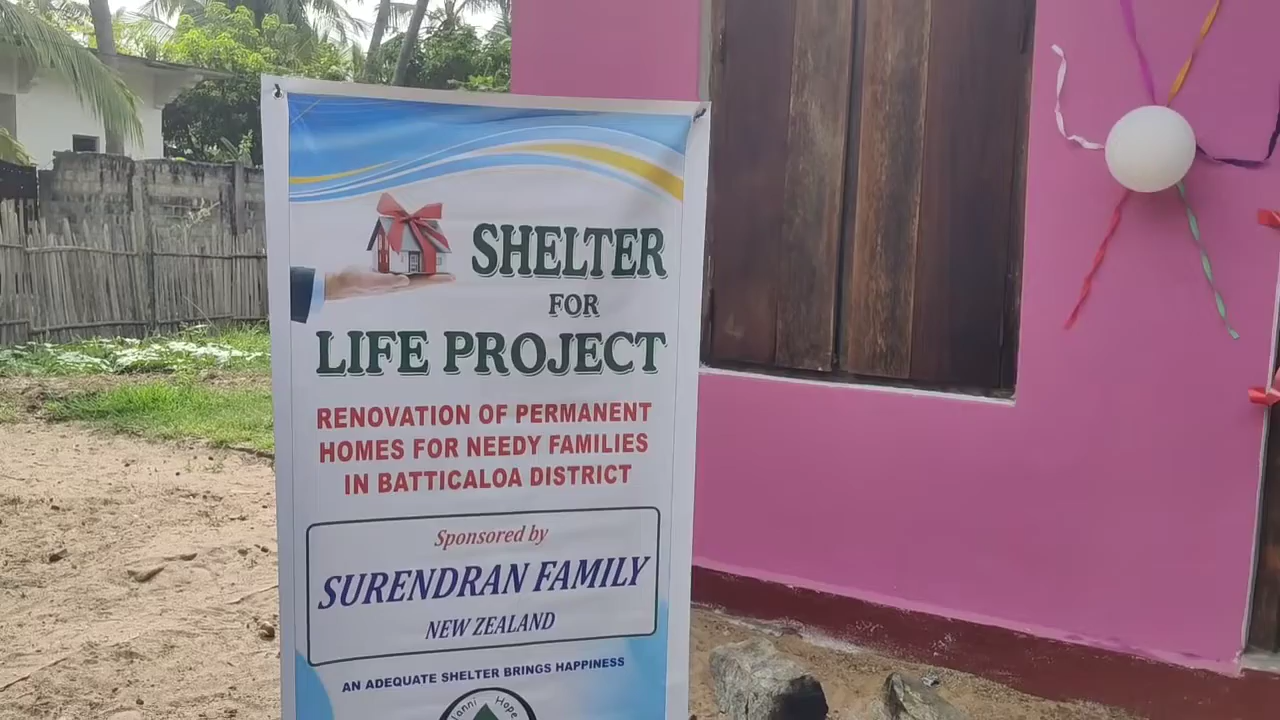 SHELTER
FOR
LIFE PROJECT
RENOVATION OF PERMANENT
HOMES FOR NEEDY FAMILIES
IN BATTICALOA DISTRICT
Sponsored by
SURENDRAN FAMILY
NEW ZEALAND
AN ADEQUATE SHELTER BRINGS HAPPINESS
Hope